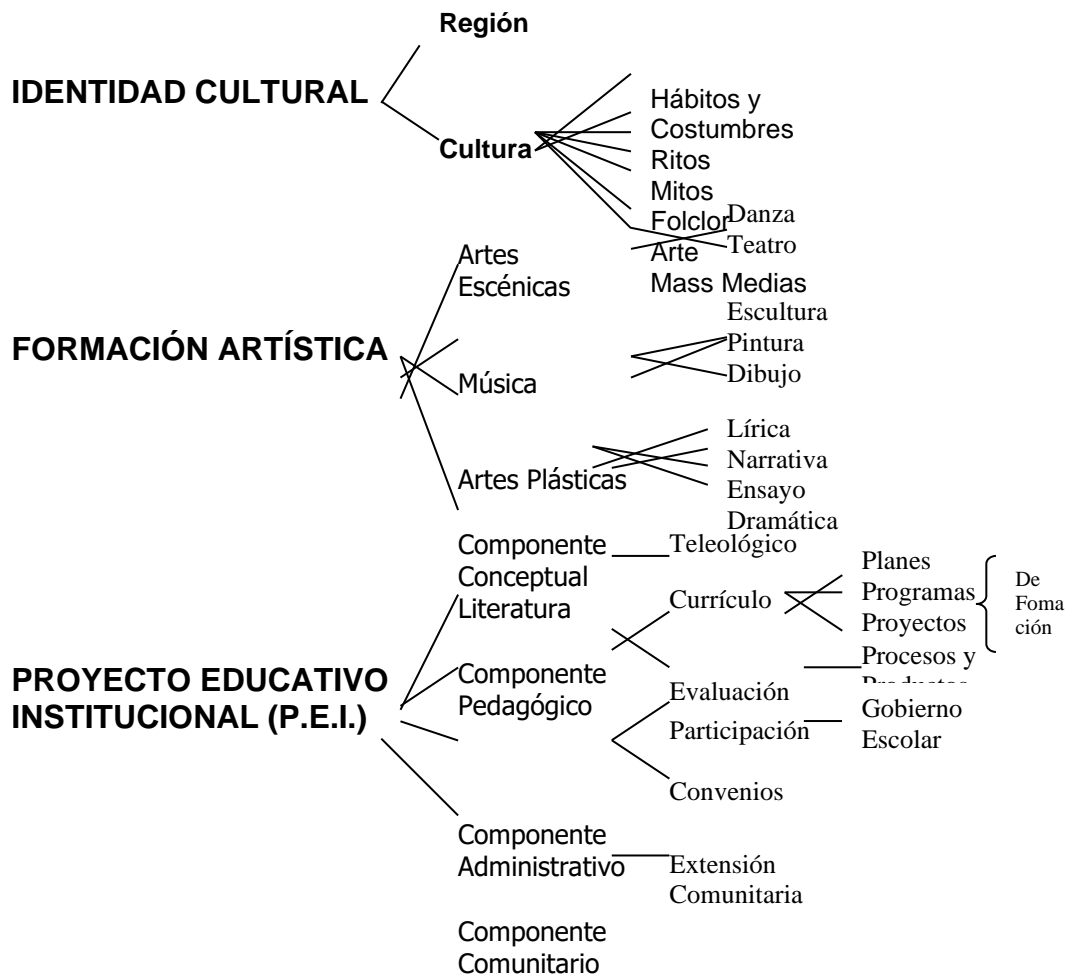 Región
IDENTIDAD CULTURAL
Cultura
Hábitos y
Costumbres
Ritos
Mitos
Folclor
Arte
Mass Medias
Artes
Escénicas
Danza
Teatro
FORMACIÓN ARTÍSTICA
Música
Escultura
Pintura
Dibujo
Artes Plásticas
Lírica
Narrativa
Ensayo
Dramática
Componente
Conceptual
Literatura
Teleológico
Currículo
Planes
Programas
Proyectos
De
Foma
ción
PROYECTO EDUCATIVO
INSTITUCIONAL (P.E.I.)
Componente
Pedagógico
Evaluación
Participación
Procesos y
Productos
Gobierno
Escolar
Convenios
Componente
Administrativo
Extensión
Comunitaria
Componente
Comunitario